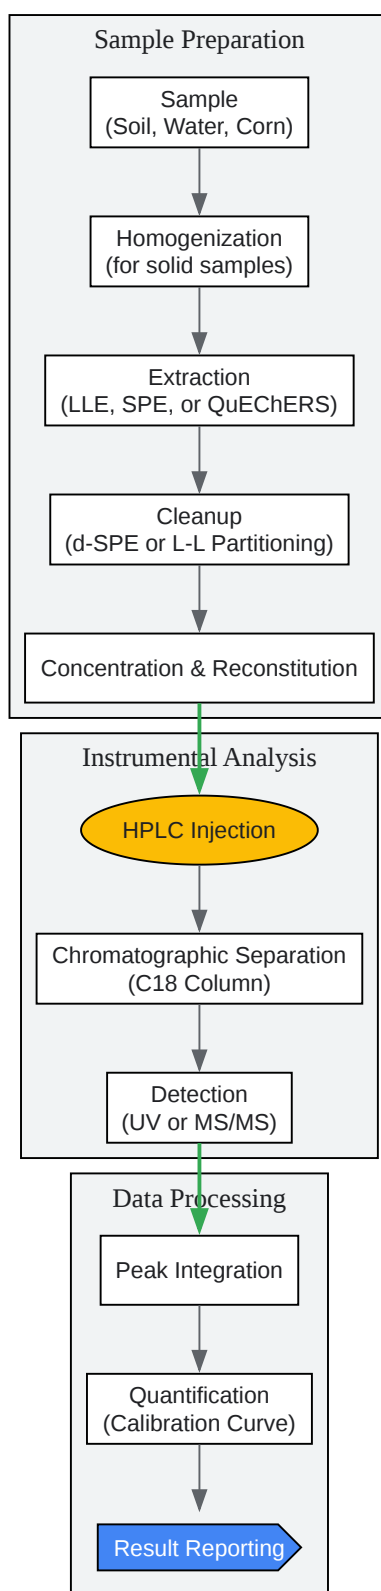 Sample Preparation
Sample
(Soil, Water, Corn)
Homogenization
(for solid samples)
Extraction
(LLE, SPE, or QuEChERS)
Cleanup
(d-SPE or L-L Partitioning)
Concentration & Reconstitution
Instrumental Analysis
HPLC Injection
Chromatographic Separation
(C18 Column)
Detection
(UV or MS/MS)
Data Processing
Peak Integration
Quantification
(Calibration Curve)
Result Reporting